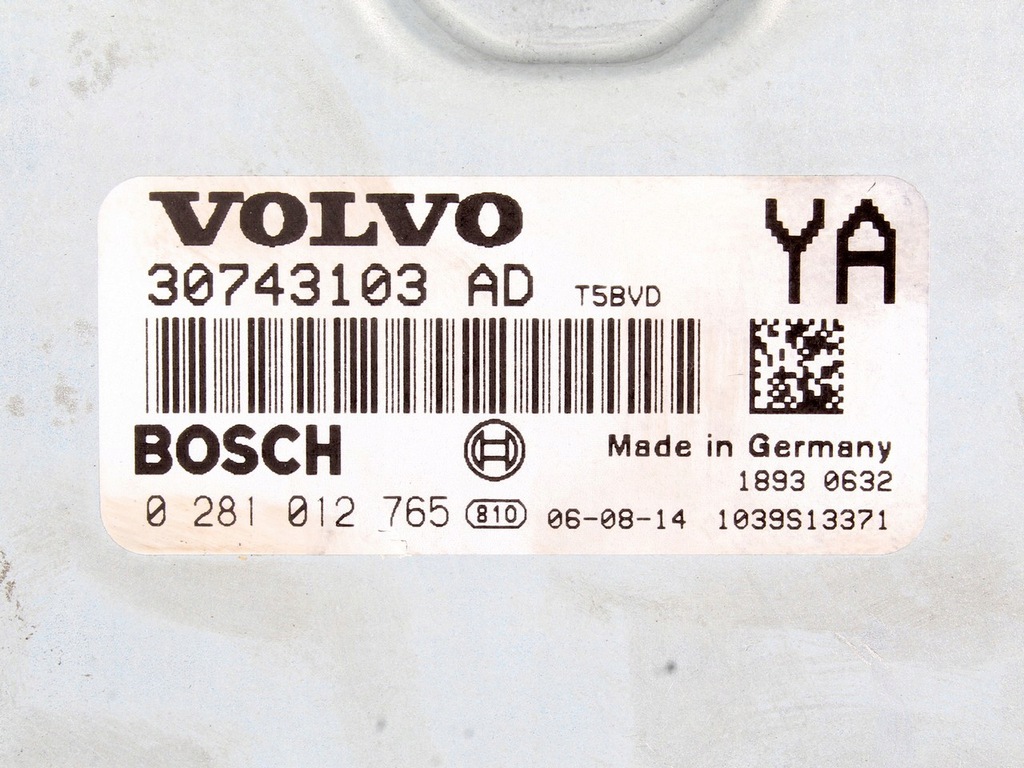 VOLVO
YA
30743103 AD T5BVD
BOSCH
Made in Germany
1893 0632
0 281 012 765 810 06-08-14 1039S13371